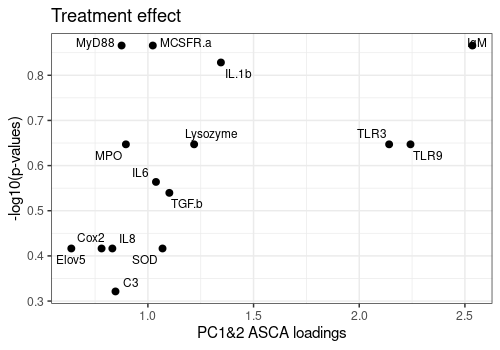 Treatment effect
MyD88
MCSFR.a
IgM
IL.1b
Lysozyme
TLR3
MPO
TLR9
IL6
TGF.b
Cox2
IL8
Elov5
SOD
C3
0.8
0.7
0.6
0.5
0.4
0.3
-log10(p-values)
1.0 1.5 2.0 2.5
PC1&2 ASCA loadings